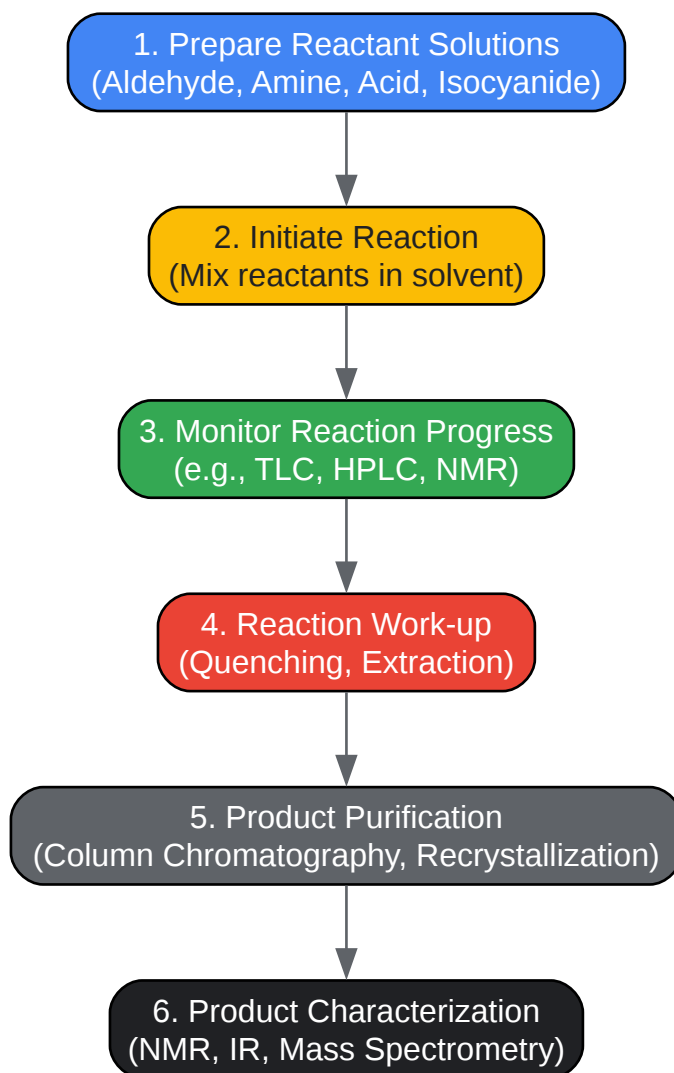 1. Prepare Reactant Solutions
(Aldehyde, Amine, Acid, Isocyanide)
2. Initiate Reaction
(Mix reactants in solvent)
3. Monitor Reaction Progress
(e.g., TLC, HPLC, NMR)
4. Reaction Work-up
(Quenching, Extraction)
5. Product Purification
(Column Chromatography, Recrystallization)
6. Product Characterization
(NMR, IR, Mass Spectrometry)